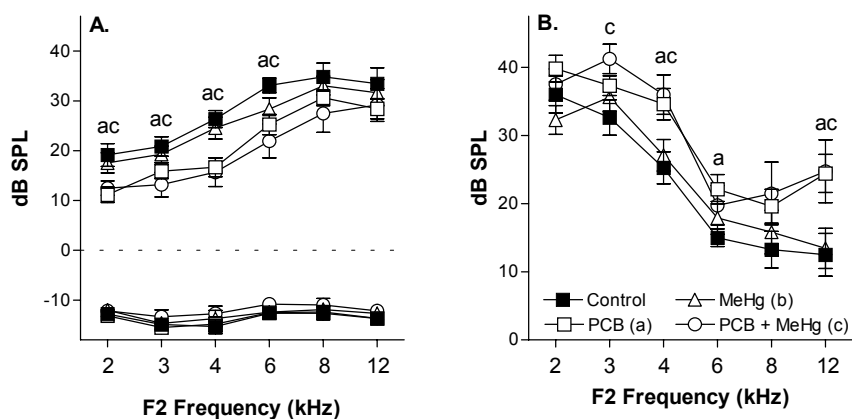 A.
dB SPL
40
30
20
10
0
-10
ac
ac
ac
ac
2
3
4
6
8
12
F2 Frequency (kHz)
B.
dB SPL
40
30
20
10
0
c
ac
a
ac
Control
MeHg (b)
PCB (a)
PCB + MeHg (c)
2
3
4
6
8
12
F2 Frequency (kHz)